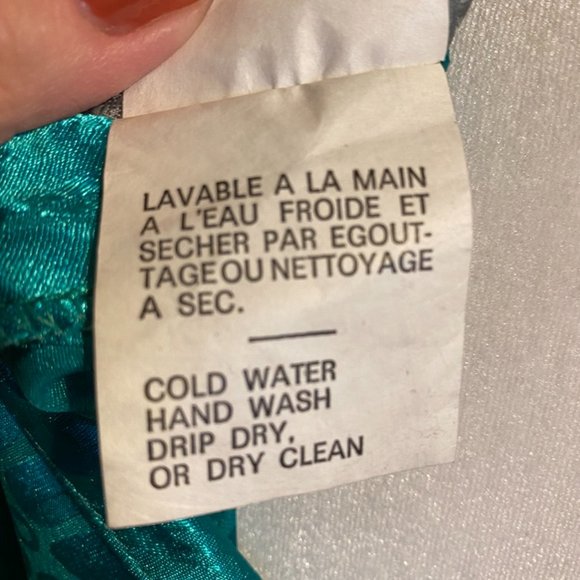 LAVABLE A LA MAIN
A L'EAU FROIDE ET
SECHER PAR EGOUT-
TAGE OU NETTOYAGE
A SEC.
COLD WATER
HAND WASH
DRIP DRY,
OR DRY CLEAN